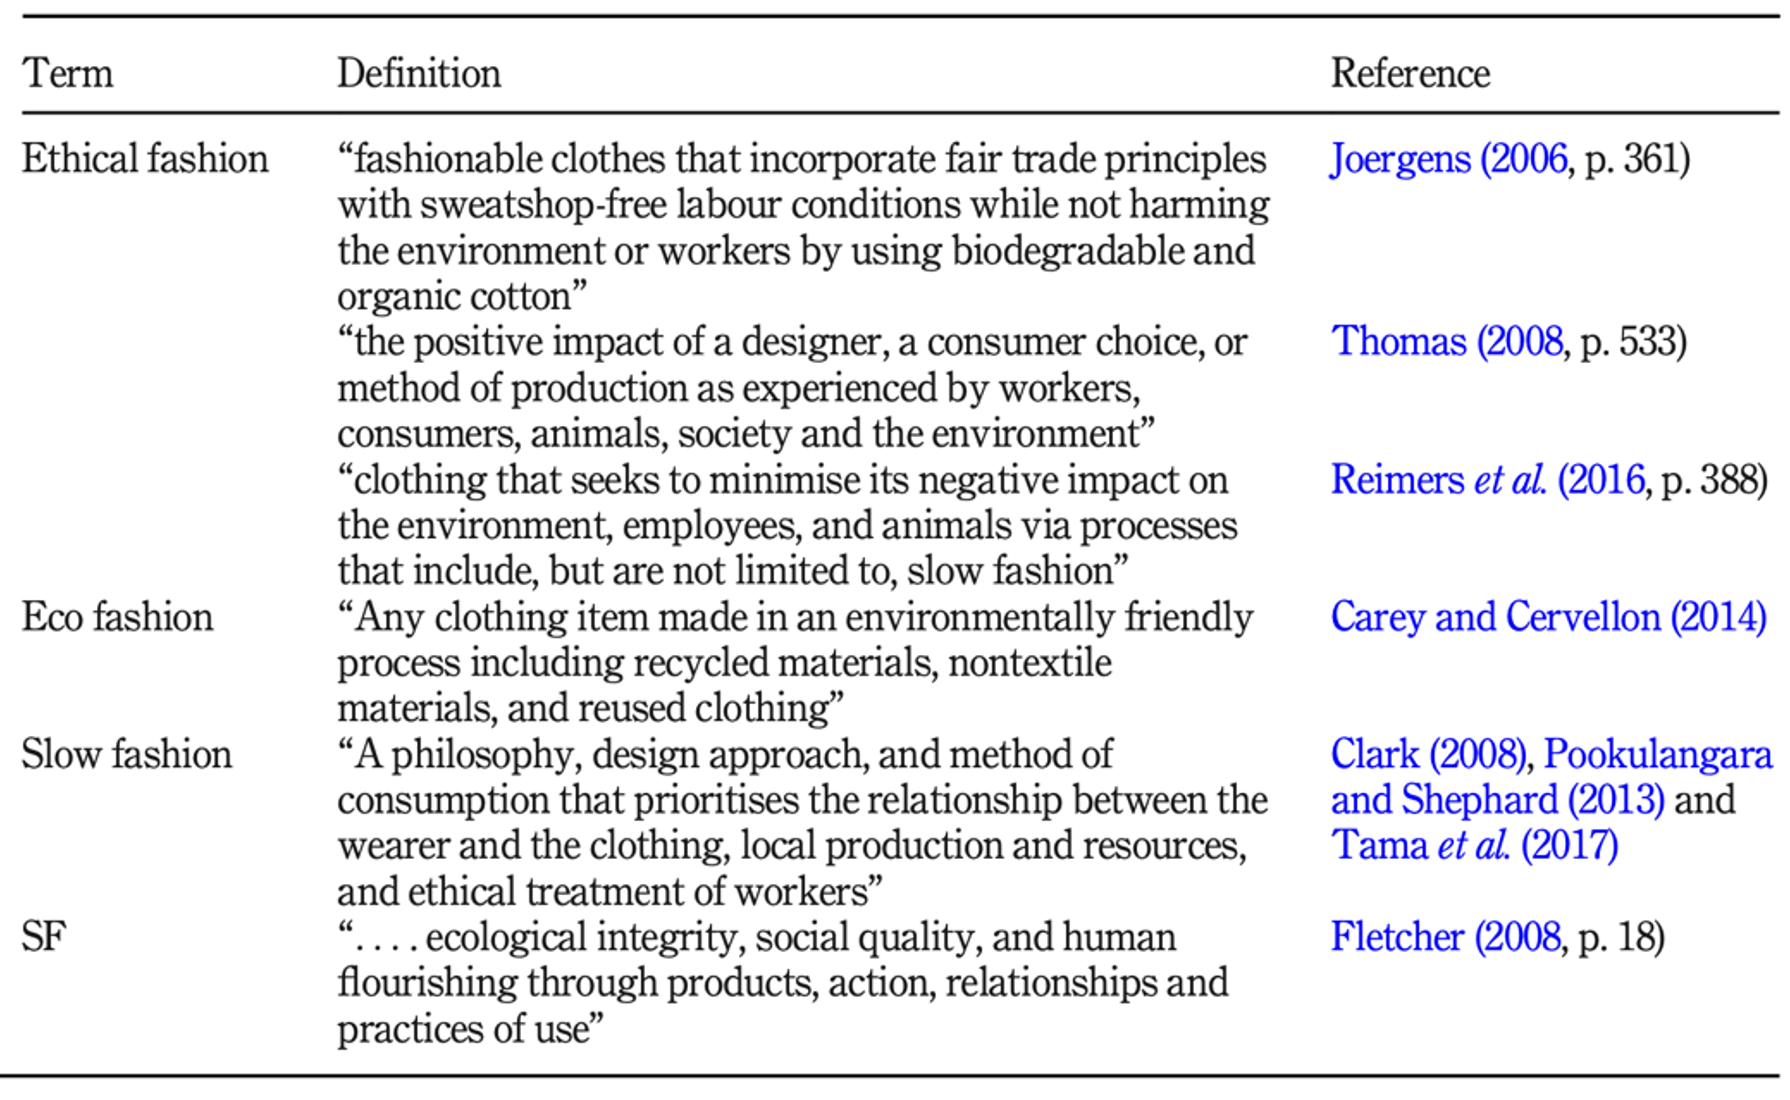 Term Definition Reference
Ethical fashion “fashionable clothes that incorporate fair trade principles Joergens (2006, p. 361)
with sweatshop-free labour conditions while not harming
the environment or workers by using biodegradable and
organic cotton”
“the positive impact of a designer, a consumer choice, or Thomas (2008, p. 533)
method of production as experienced by workers,
consumers, animals, society and the environment”
“clothing that seeks to minimise its negative impact on Reimers et al. (2016, p. 388)
the environment, employees, and animals via processes
that include, but are not limited to, slow fashion”
Eco fashion “Any clothing item made in an environmentally friendly Carey and Cervellon (2014)
process including recycled materials, nontextile
materials, and reused clothing”
Slow fashion “A philosophy, design approach, and method of Clark (2008), Pookulangara
consumption that prioritises the relationship between the and Shephard (2013) and
wearer and the clothing, local production and resources, Tama et al. (2017)
and ethical treatment of workers”
SF “. . . . ecological integrity, social quality, and human Fletcher (2008, p. 18)
flourishing through products, action, relationships and
practices of use”